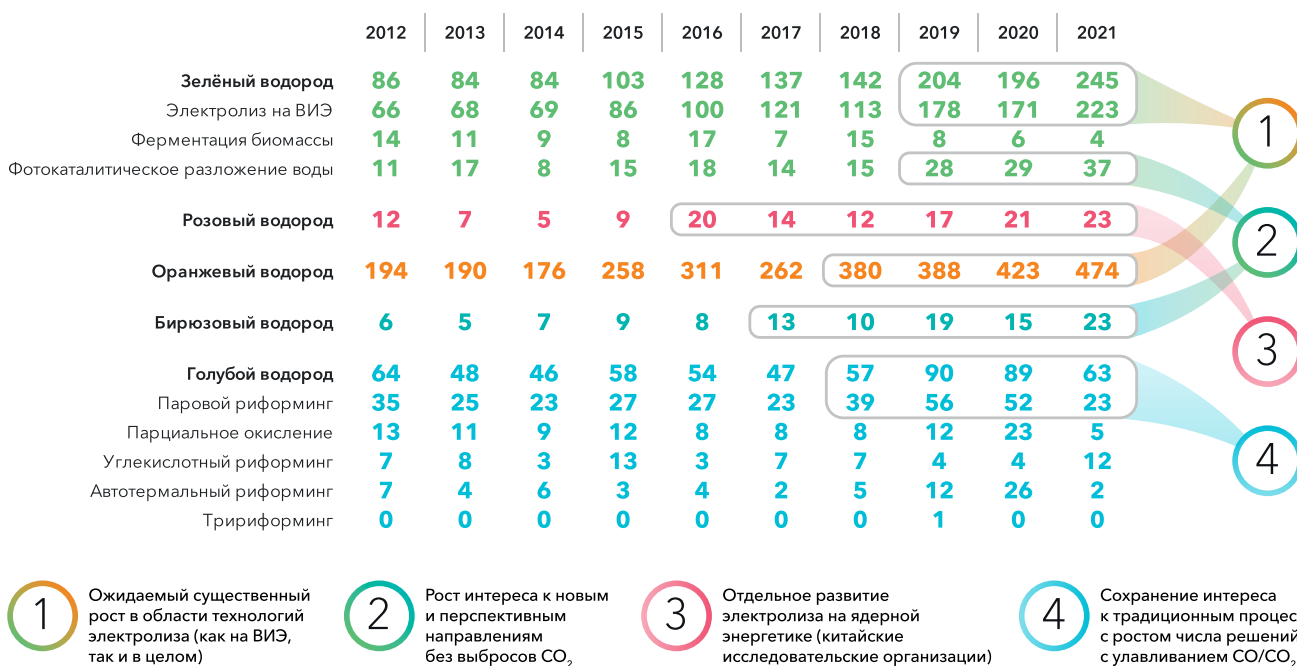 2012 2013 2014 2015 2016 2017 2018 2019 2020 2021
Зелёный водород 86 84 84 103 128 137 142 204 196 245
Электролиз на ВИЭ 66 68 69 86 100 121 113 178 171 223
Ферментация биомассы 14 11 9 8 17 7 15 8 6 4
Фотокаталитическое разложение воды 11 17 8 15 18 14 15 28 29 37
Розовый водород 12 7 5 9 20 14 12 17 21 23
Оранжевый водород 194 190 176 258 311 262 380 388 423 474
Бирюзовый водород 6 5 7 9 8 13 10 19 15 23
Голубой водород 64 48 46 58 54 47 57 90 89 63
Паровой риформинг 35 25 23 27 27 23 39 56 52 23
Парциальное окисление 13 11 9 12 8 8 8 12 23 5
Углекислотный риформинг 7 8 3 13 3 7 7 4 4 12
Автотермальный риформинг 7 4 6 3 4 2 5 12 26 2
Тририформинг 0 0 0 0 0 0 0 1 0 0
1
2
3
4
1
Ожидаемый существенный
рост в области технологий
электролиза (как на ВИЭ,
так и в целом)
2
Рост интереса к новым
и перспективным
направлениям
без выбросов CO₂
3
Отдельное развитие
электролиза на ядерной
энергетике (китайские
исследовательские организации)
4
Сохранение интереса
к традиционным процес
с ростом числа решений
с улавливанием CO/CO₂